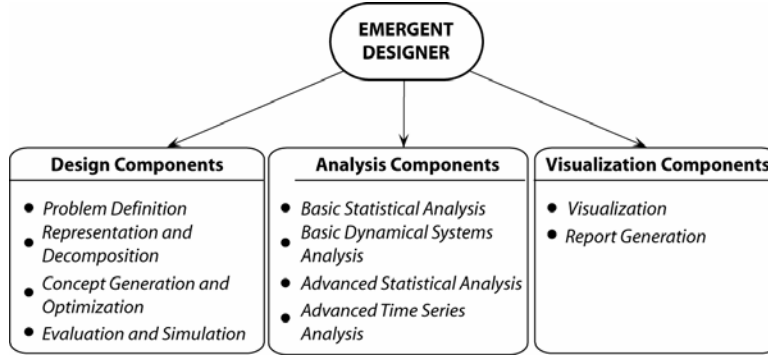 EMERGENT
DESIGNER
Design Components
● Problem Definition
● Representation and
Decomposition
● Concept Generation and
Optimization
● Evaluation and Simulation
Analysis Components
● Basic Statistical Analysis
● Basic Dynamical Systems
Analysis
● Advanced Statistical Analysis
● Advanced Time Series
Analysis
Visualization Components
● Visualization
● Report Generation